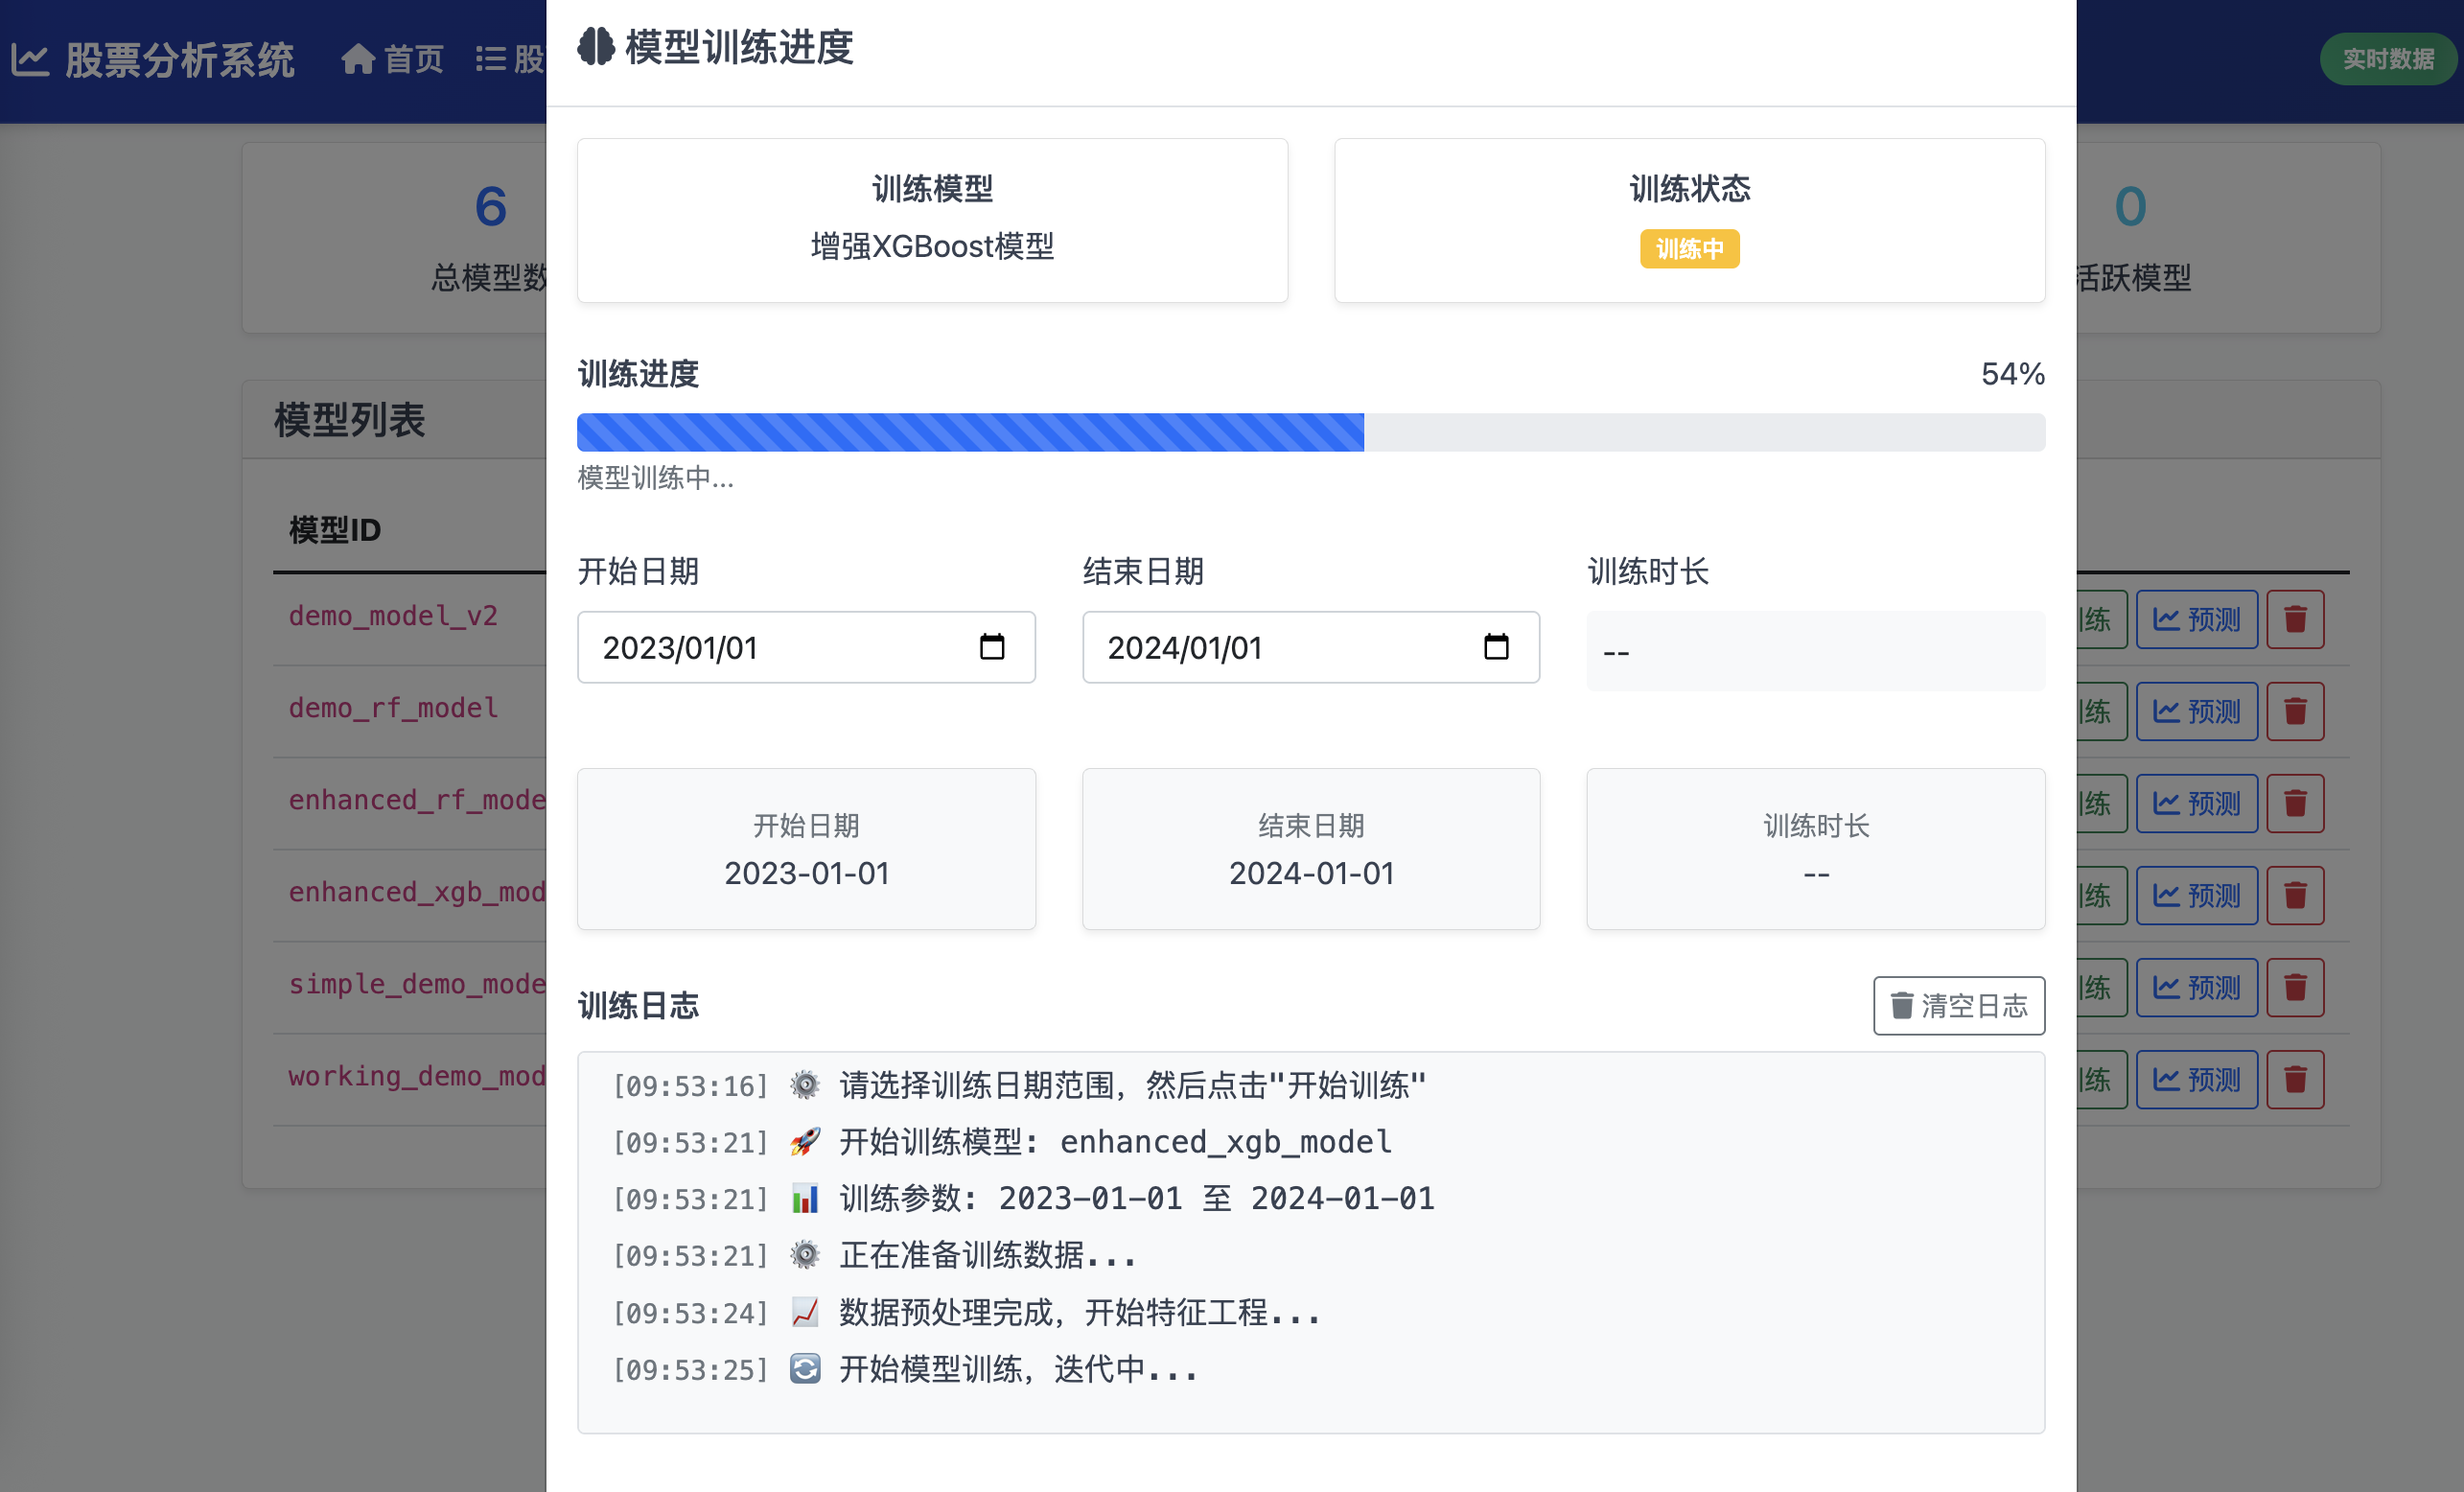 股票分析系统
首页
股
实时数据
模型训练进度
训练模型
增强XGBoost模型
训练状态
训练中
6
总模型数
0
活跃模型
训练进度
54%
模型训练中...
模型列表
模型ID
demo_model_v2
练
预测
demo_rf_model
练
预测
enhanced_rf_mode
练
预测
enhanced_xgb_mod
练
预测
simple_demo_mode
练
预测
working_demo_mod
练
预测
开始日期
结束日期
训练时长
2023/01/01
2024/01/01
--
开始日期
2023-01-01
结束日期
2024-01-01
训练时长
--
训练日志
清空日志
[09:53:16] ⚙️ 请选择训练日期范围，然后点击"开始训练"
[09:53:21] 🚀 开始训练模型: enhanced_xgb_model
[09:53:21] 📊 训练参数: 2023-01-01 至 2024-01-01
[09:53:21] ⚙️ 正在准备训练数据...
[09:53:24] 📈 数据预处理完成，开始特征工程...
[09:53:25] 🔄 开始模型训练，迭代中...